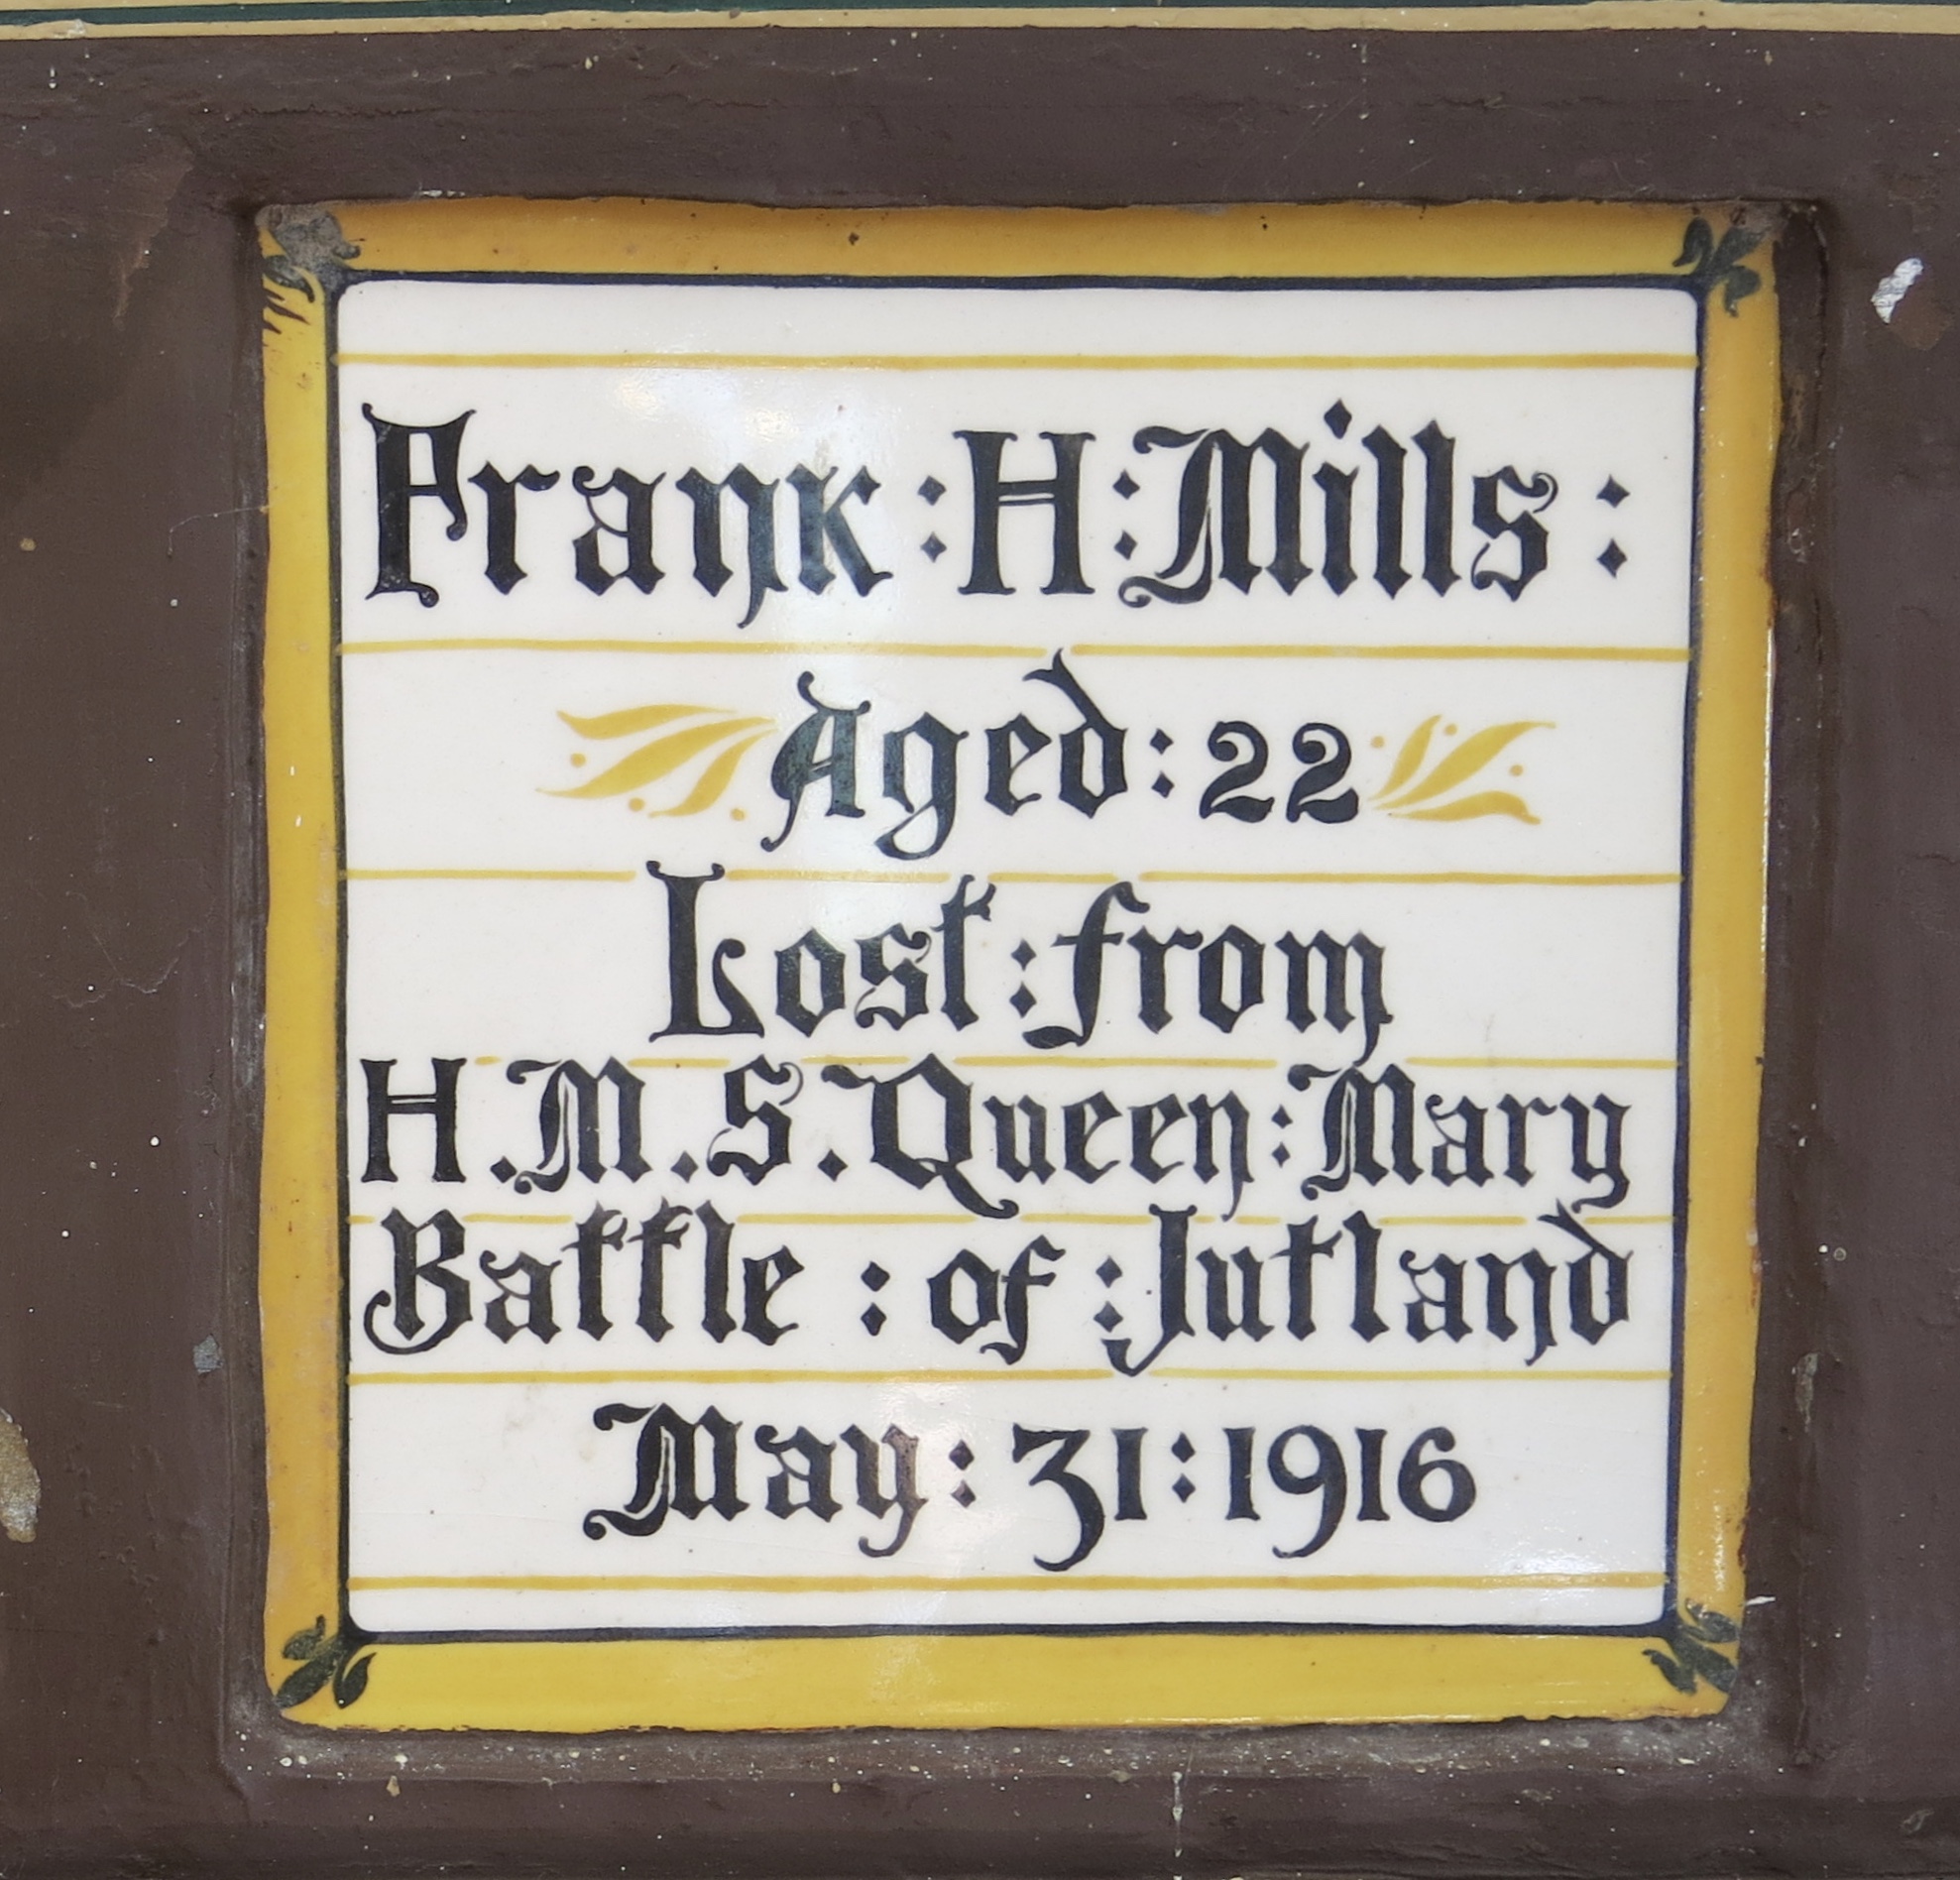 Frank : H : Mills :
Aged : 22
Lost : from
H.M.S. Queen : Mary
Battle : of : Jutland
May : 31 : 1916